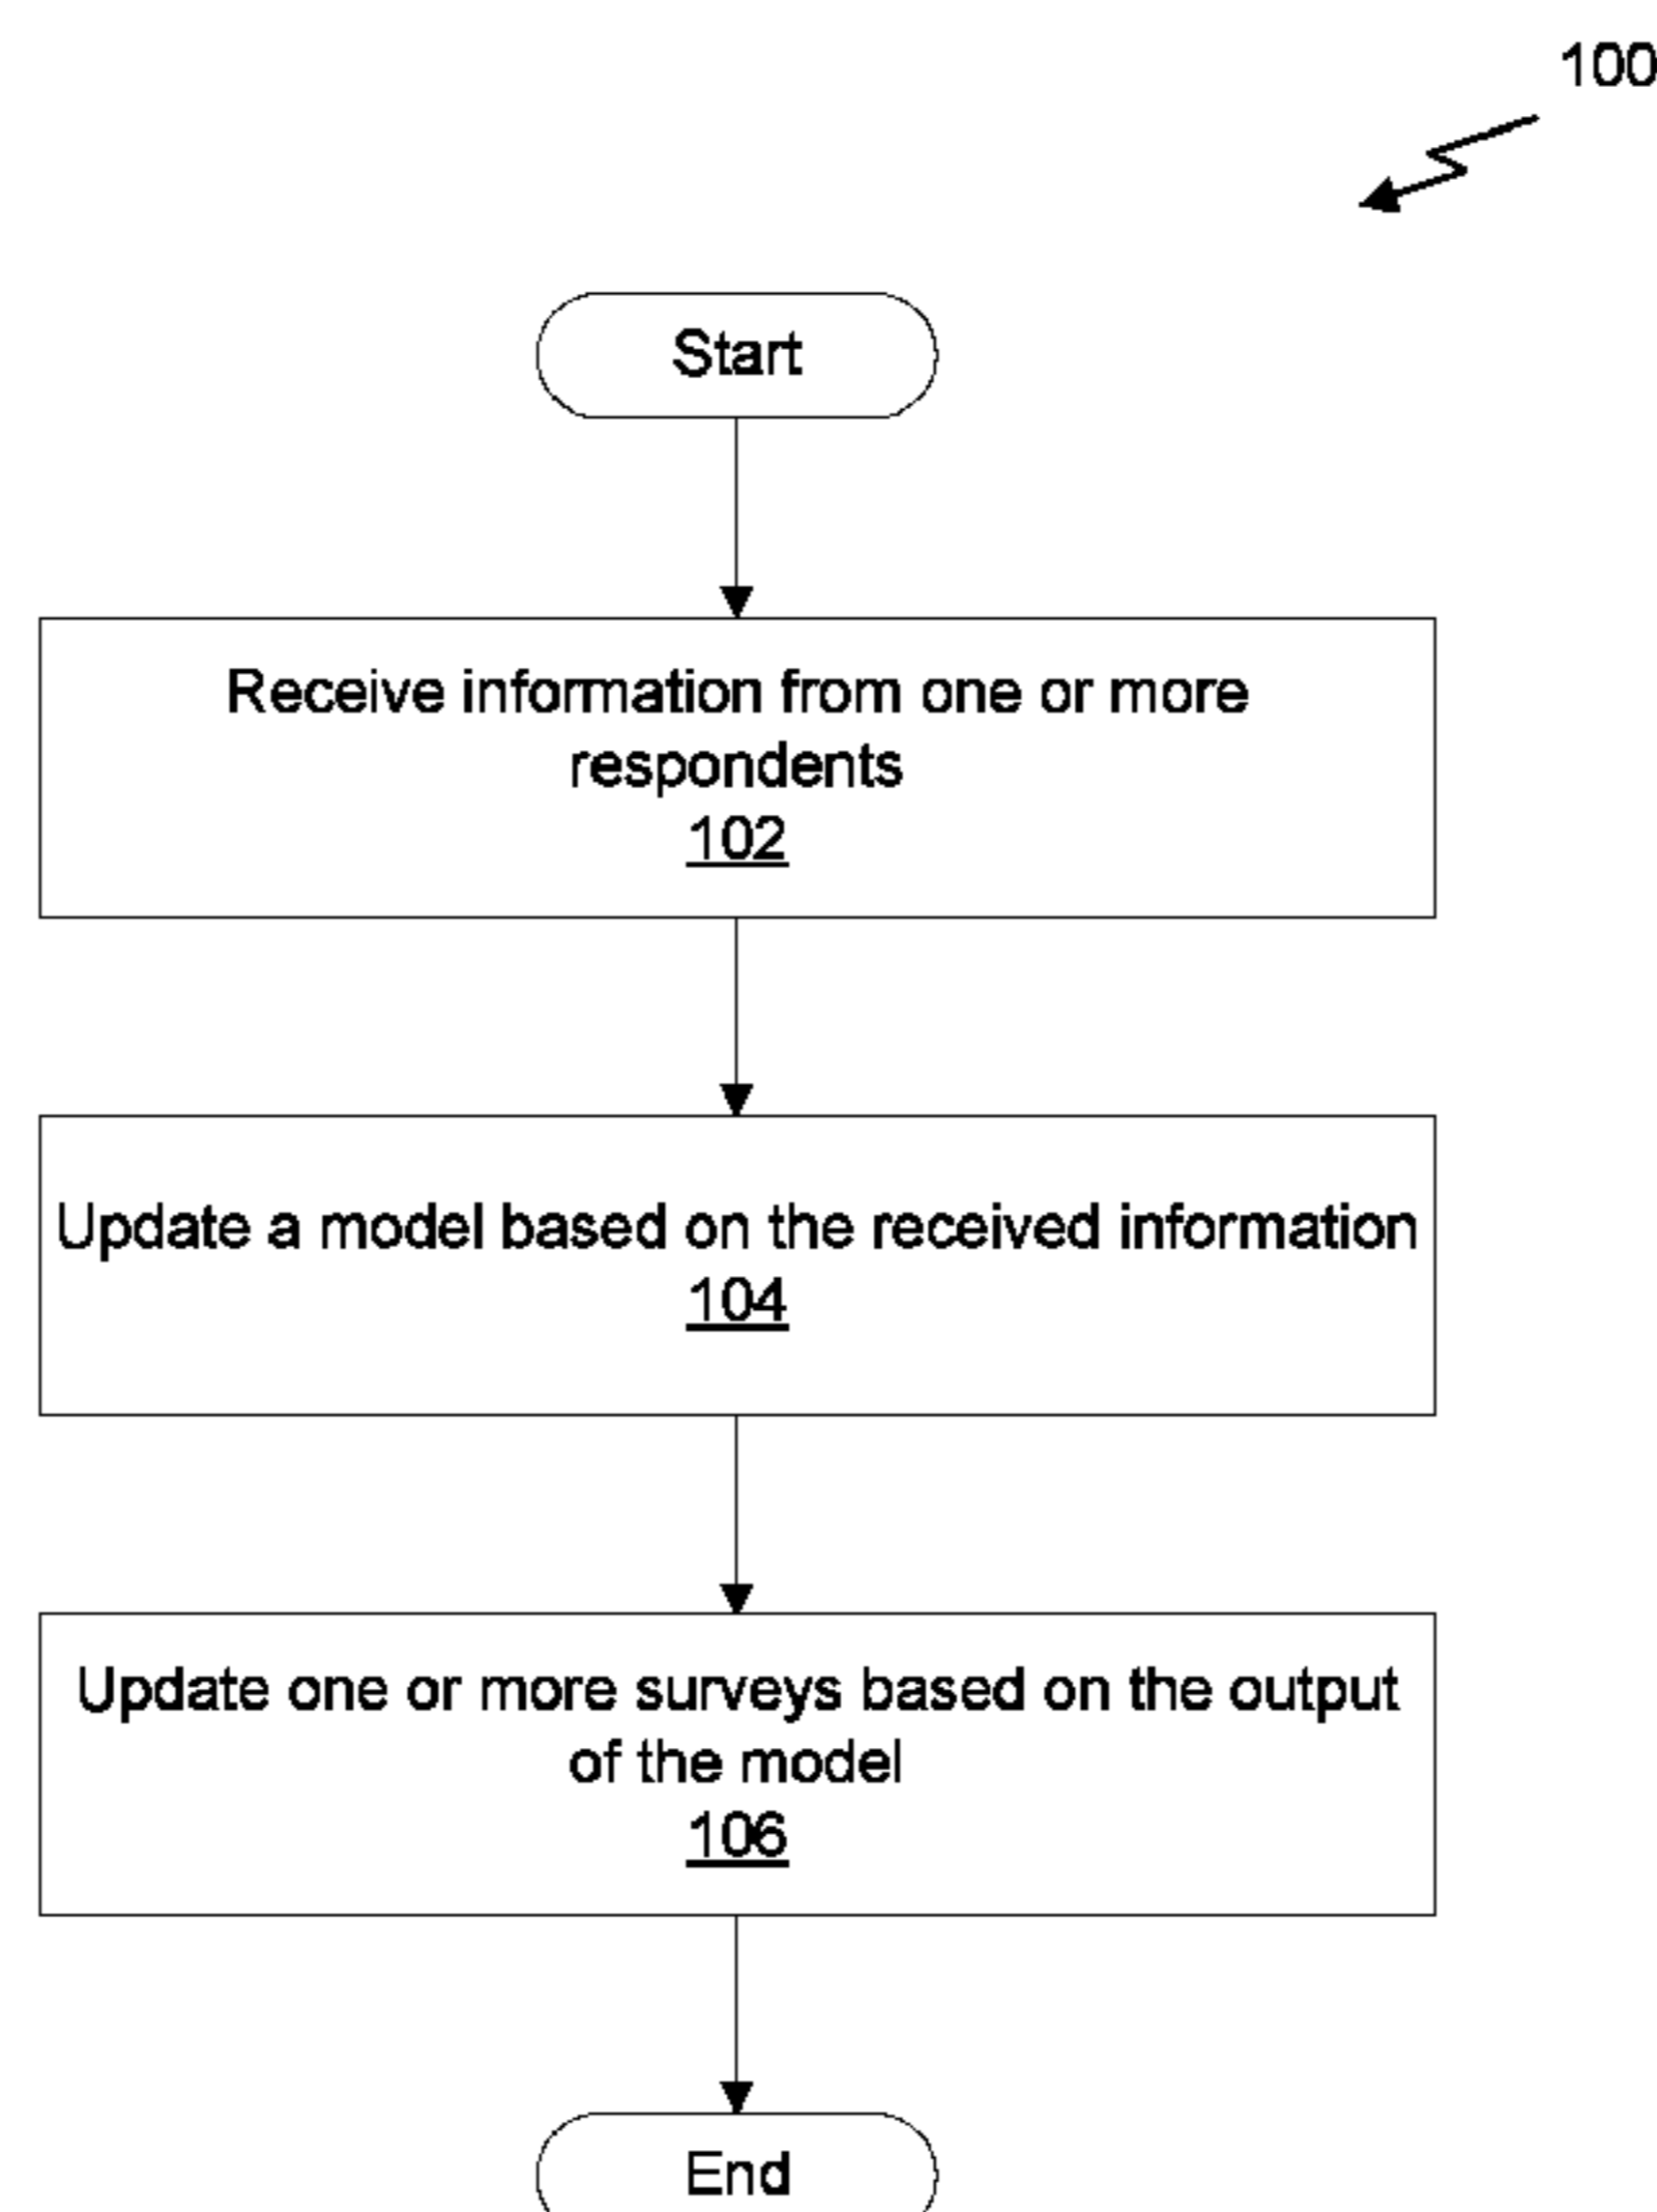 100
Start
Receive information from one or more
respondents
102
Update a model based on the received information
104
Update one or more surveys based on the output
of the model
106
End